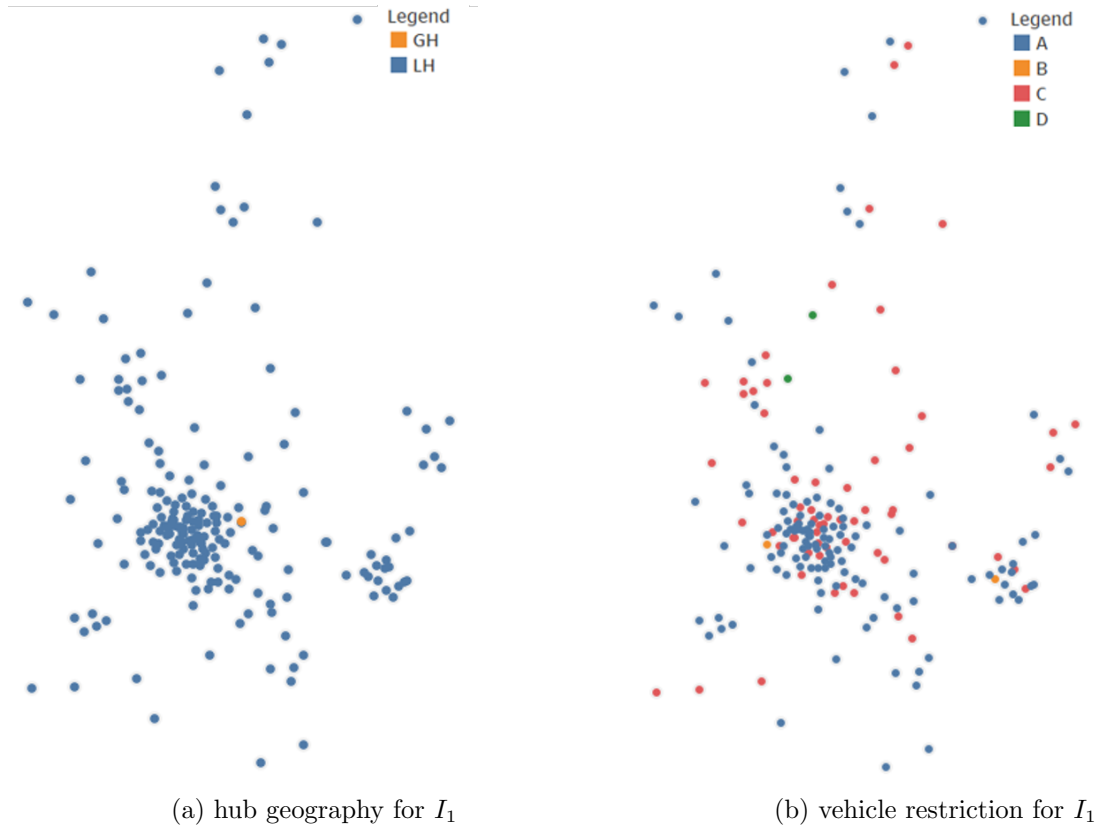 Legend
GH
LH
Legend
A
B
C
D
(a) hub geography for I₁
(b) vehicle restriction for I₁